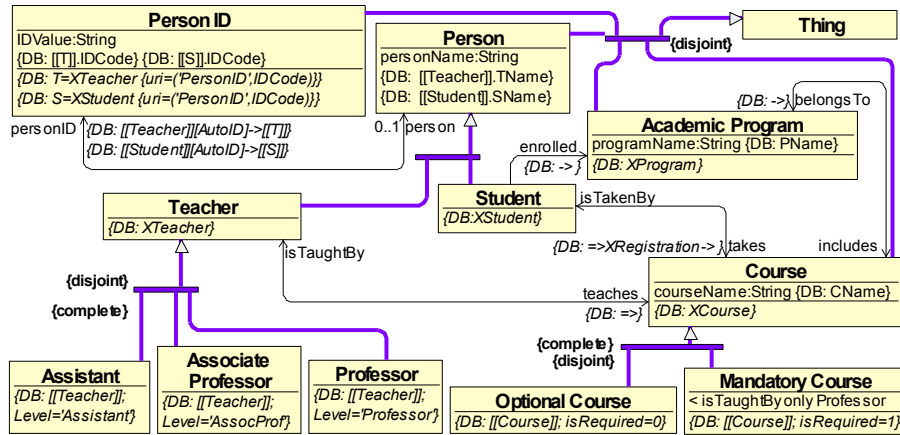 Person ID
IDValue:String
{DB: [[T]].IDCode} {DB: [[S]].IDCode}
{DB: T=XTeacher {uri=('PersonID',IDCode)}}
{DB: S=XStudent {uri=('PersonID',IDCode)}}
Person
personName:String
{DB: [[Teacher]].TName}
{DB: [[Student]].SName}
{disjoint}
Thing
personID
{DB: [[Teacher]][AutoID]->[[T]]}
{DB: [[Student]][AutoID]->[[S]]}
0..1 person
{DB: -> }
belongsTo
Academic Program
programName:String {DB: PName}
{DB: XProgram}
enrolled
{DB: -> }
Student
{DB:XStudent}
isTakenBy
Teacher
{DB: XTeacher}
isTaughtBy
{DB: =>XRegistration-> } takes
includes
Course
courseName:String {DB: CName}
{DB: XCourse}
teaches
{DB: =>}
{disjoint}
{complete}
{complete}
{disjoint}
Assistant
{DB: [[Teacher]];
Level='Assistant'}
Associate
Professor
{DB: [[Teacher]];
Level='AssocProf'}
Professor
{DB: [[Teacher]];
Level='Professor'}
Optional Course
{DB: [[Course]]; isRequired=0}
Mandatory Course
< isTaughtBy only Professor
{DB: [[Course]]; isRequired=1}